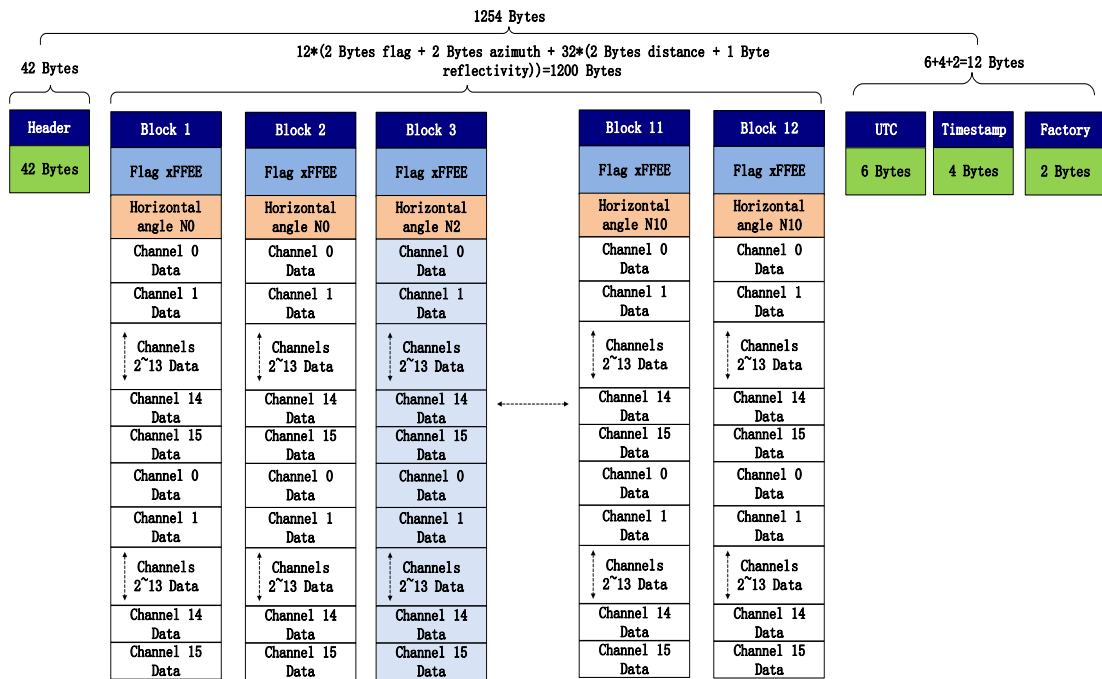 1254 Bytes
12*(2 Bytes flag + 2 Bytes azimuth + 32*(2 Bytes distance + 1 Byte
reflectivity))=1200 Bytes
42 Bytes
6+4+2=12 Bytes
Header
42 Bytes
Block 1
Flag xFFEE
Horizontal
angle N0
Channel 0
Data
Channel 1
Data
Channels
2~13 Data
Channel 14
Data
Channel 15
Data
Channel 0
Data
Channel 1
Data
Channels
2~13 Data
Channel 14
Data
Channel 15
Data
Block 2
Flag xFFEE
Horizontal
angle N0
Channel 0
Data
Channel 1
Data
Channels
2~13 Data
Channel 14
Data
Channel 15
Data
Channel 0
Data
Channel 1
Data
Channels
2~13 Data
Channel 14
Data
Channel 15
Data
Block 3
Flag xFFEE
Horizontal
angle N2
Channel 0
Data
Channel 1
Data
Channels
2~13 Data
Channel 14
Data
Channel 15
Data
Channel 0
Data
Channel 1
Data
Channels
2~13 Data
Channel 14
Data
Channel 15
Data
Block 11
Flag xFFEE
Horizontal
angle N10
Channel 0
Data
Channel 1
Data
Channels
2~13 Data
Channel 14
Data
Channel 15
Data
Channel 0
Data
Channel 1
Data
Channels
2~13 Data
Channel 14
Data
Channel 15
Data
Block 12
Flag xFFEE
Horizontal
angle N10
Channel 0
Data
Channel 1
Data
Channels
2~13 Data
Channel 14
Data
Channel 15
Data
Channel 0
Data
Channel 1
Data
Channels
2~13 Data
Channel 14
Data
Channel 15
Data
UTC
6 Bytes
Timestamp
4 Bytes
Factory
2 Bytes